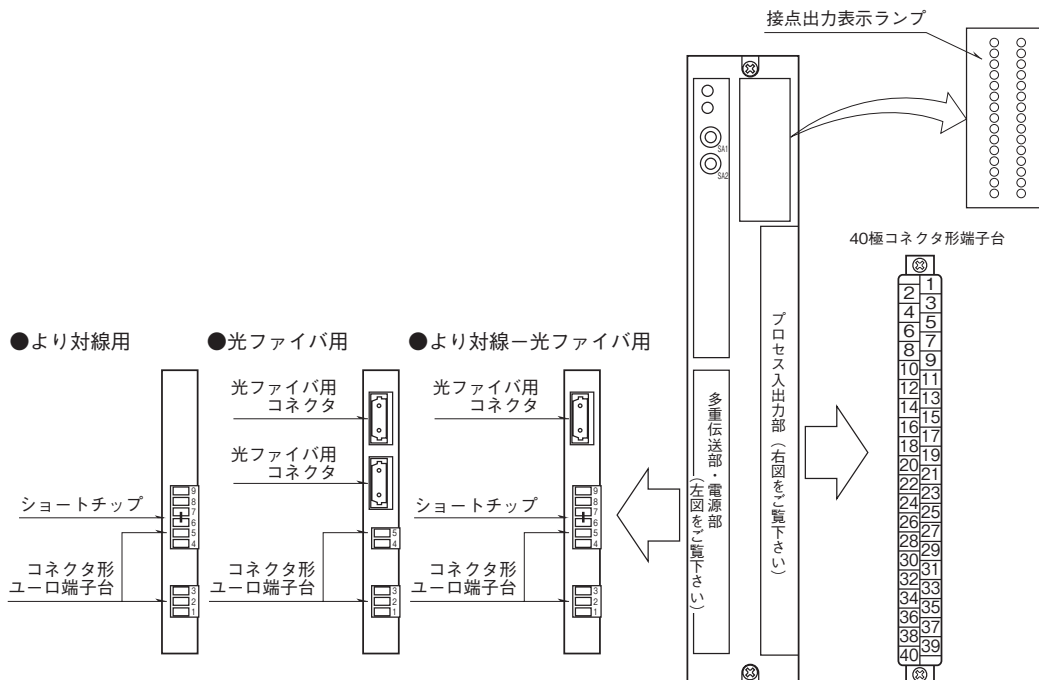 接点出力表示ランプ
SA1
SA2
40極コネクタ形端子台
1
2
3
4
5
6
7
8
9
10
11
12
13
14
15
16
17
18
19
20
21
22
23
24
25
26
27
28
29
30
31
32
33
34
35
36
37
38
39
40
プロセス入出力部（右図をご覧下さい）
多重伝送部・電源部
（左図をご覧下さい）
●より対線用
ショートチップ
コネクタ形
ユーロ端子台
9
8
7
6
5
4
3
2
1
●光ファイバ用
光ファイバ用
コネクタ
光ファイバ用
コネクタ
コネクタ形
ユーロ端子台
5
4
3
2
1
●より対線－光ファイバ用
光ファイバ用
コネクタ
ショートチップ
コネクタ形
ユーロ端子台
9
8
7
6
5
4
3
2
1